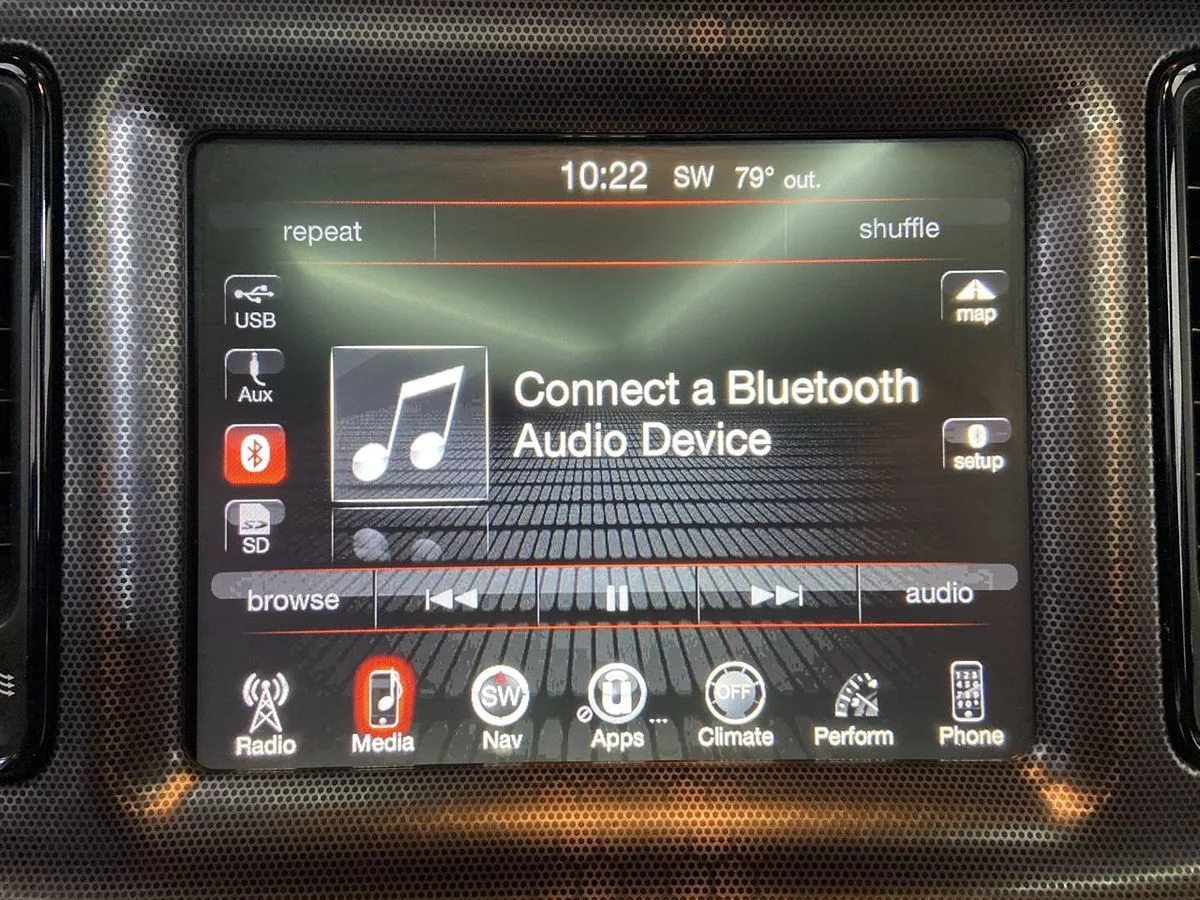 10:22 SW 79° out.
repeat shuffle
USB
map
Aux
Connect a Bluetooth
Audio Device
setup
SD
browse audio
SW OFF
Radio Media Nav Apps ... Climate Perform Phone